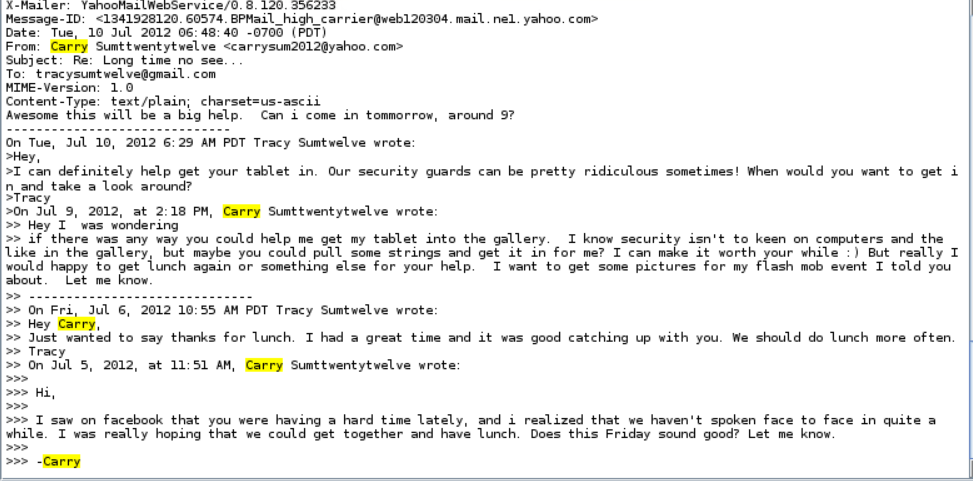 X-Mailer: YahooMailWebService/0.8.120.356233
Message-ID: <1341928120.60574.BPMail_high_carrier@web120304.mail.ne1.yahoo.com>
Date: Tue, 10 Jul 2012 06:48:40 -0700 (PDT)
From: Carry Sumttwentytwelve <carrysum2012@yahoo.com>
Subject: Re: Long time no see...
To: tracysumtwelve@gmail.com
MIME-Version: 1.0
Content-Type: text/plain; charset=us-ascii
Awesome this will be a big help.  Can i come in tommorrow, around 9?
------------------------------
On Tue, Jul 10, 2012 6:29 AM PDT Tracy Sumtwelve wrote:
>Hey,
>I can definitely help get your tablet in. Our security guards can be pretty ridiculous sometimes! When would you want to get i
n and take a look around?
>Tracy
>On Jul 9, 2012, at 2:18 PM, Carry Sumttwentytwelve wrote:
>> Hey I  was wondering
>> if there was any way you could help me get my tablet into the gallery.  I know security isn't to keen on computers and the
like in the gallery, but maybe you could pull some strings and get it in for me? I can make it worth your while :) But really I
would happy to get lunch again or something else for your help.  I want to get some pictures for my flash mob event I told you
about.  Let me know.
>> ------------------------------
>> On Fri, Jul 6, 2012 10:55 AM PDT Tracy Sumtwelve wrote:
>> Hey Carry,
>> Just wanted to say thanks for lunch. I had a great time and it was good catching up with you. We should do lunch more often.
>> Tracy
>> On Jul 5, 2012, at 11:51 AM, Carry Sumttwentytwelve wrote:
>>>
>>> Hi,
>>>
>>> I saw on facebook that you were having a hard time lately, and i realized that we haven't spoken face to face in quite a
while. I was really hoping that we could get together and have lunch. Does this Friday sound good? Let me know.
>>>
>>> -Carry